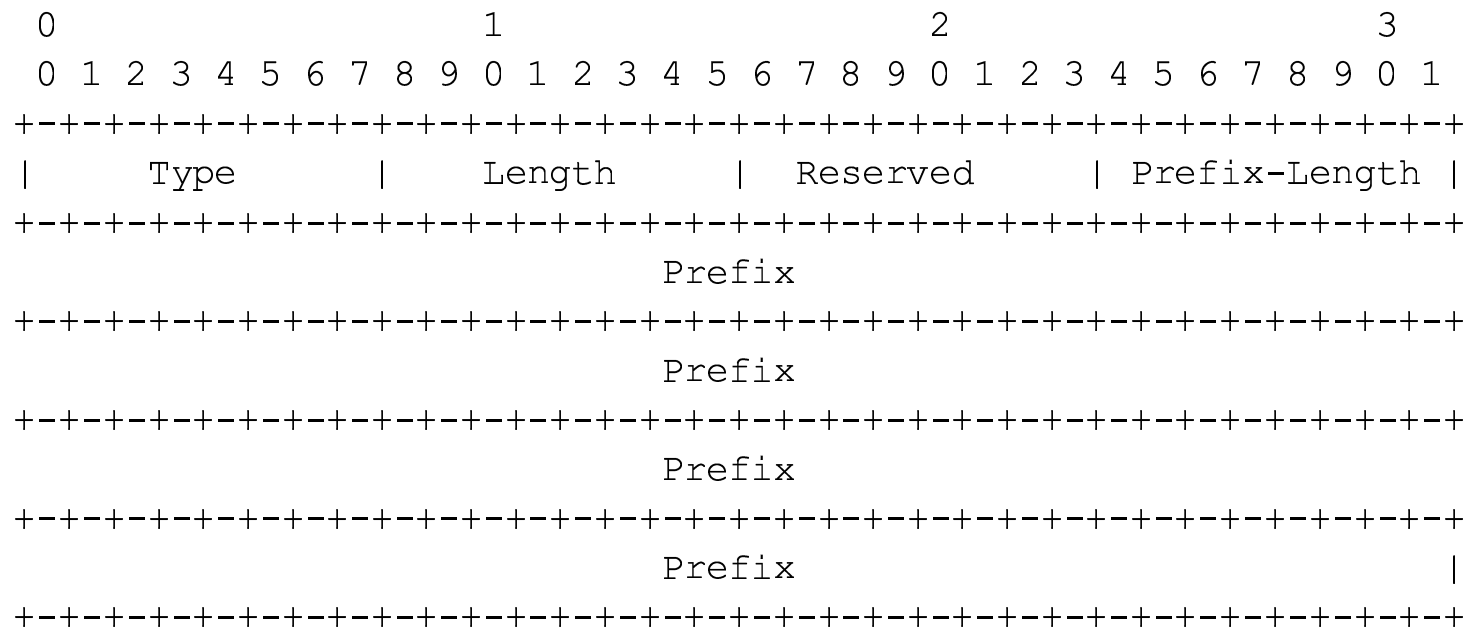 0                   1                   2                   3
 0 1 2 3 4 5 6 7 8 9 0 1 2 3 4 5 6 7 8 9 0 1 2 3 4 5 6 7 8 9 0 1
+-+-+-+-+-+-+-+-+-+-+-+-+-+-+-+-+-+-+-+-+-+-+-+-+-+-+-+-+-+-+-+-+
|     Type      |    Length     |  Reserved     | Prefix-Length |
+-+-+-+-+-+-+-+-+-+-+-+-+-+-+-+-+-+-+-+-+-+-+-+-+-+-+-+-+-+-+-+-+
                             Prefix
+-+-+-+-+-+-+-+-+-+-+-+-+-+-+-+-+-+-+-+-+-+-+-+-+-+-+-+-+-+-+-+-+
                             Prefix
+-+-+-+-+-+-+-+-+-+-+-+-+-+-+-+-+-+-+-+-+-+-+-+-+-+-+-+-+-+-+-+-+
                             Prefix
+-+-+-+-+-+-+-+-+-+-+-+-+-+-+-+-+-+-+-+-+-+-+-+-+-+-+-+-+-+-+-+-+
                             Prefix                             |
+-+-+-+-+-+-+-+-+-+-+-+-+-+-+-+-+-+-+-+-+-+-+-+-+-+-+-+-+-+-+-+-+